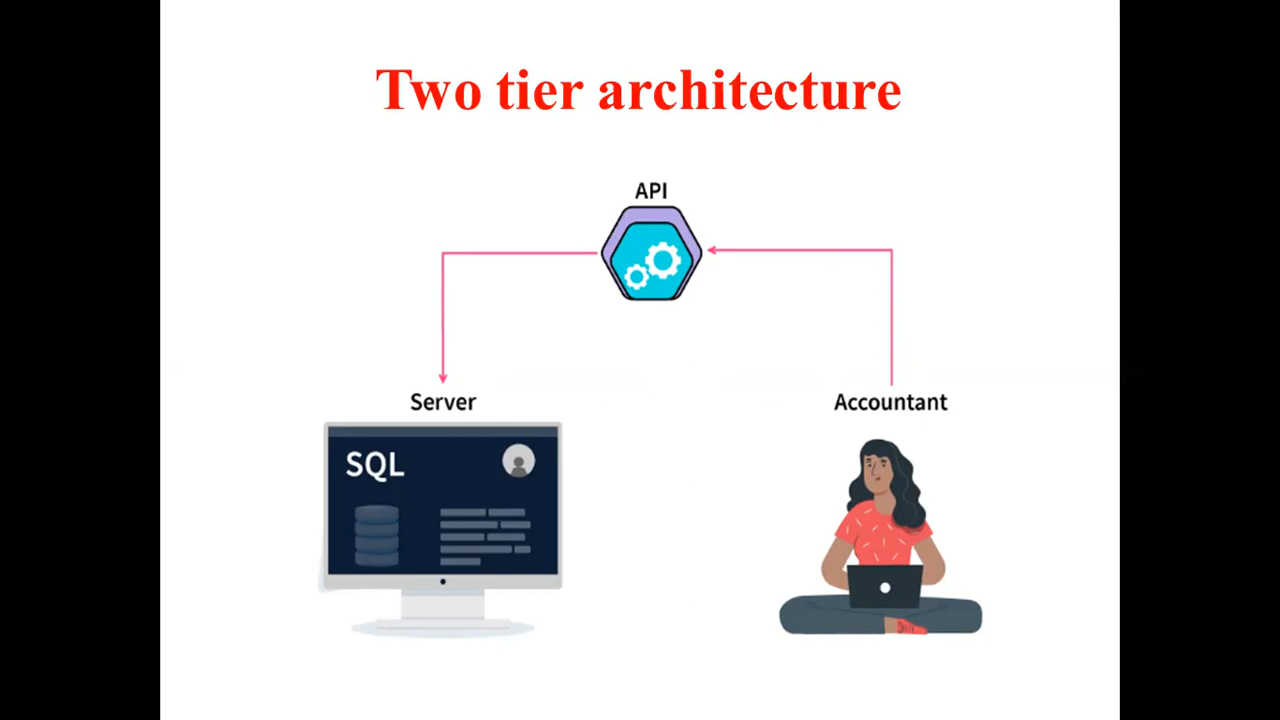 Two tier architecture
API
Server
Accountant
SQL